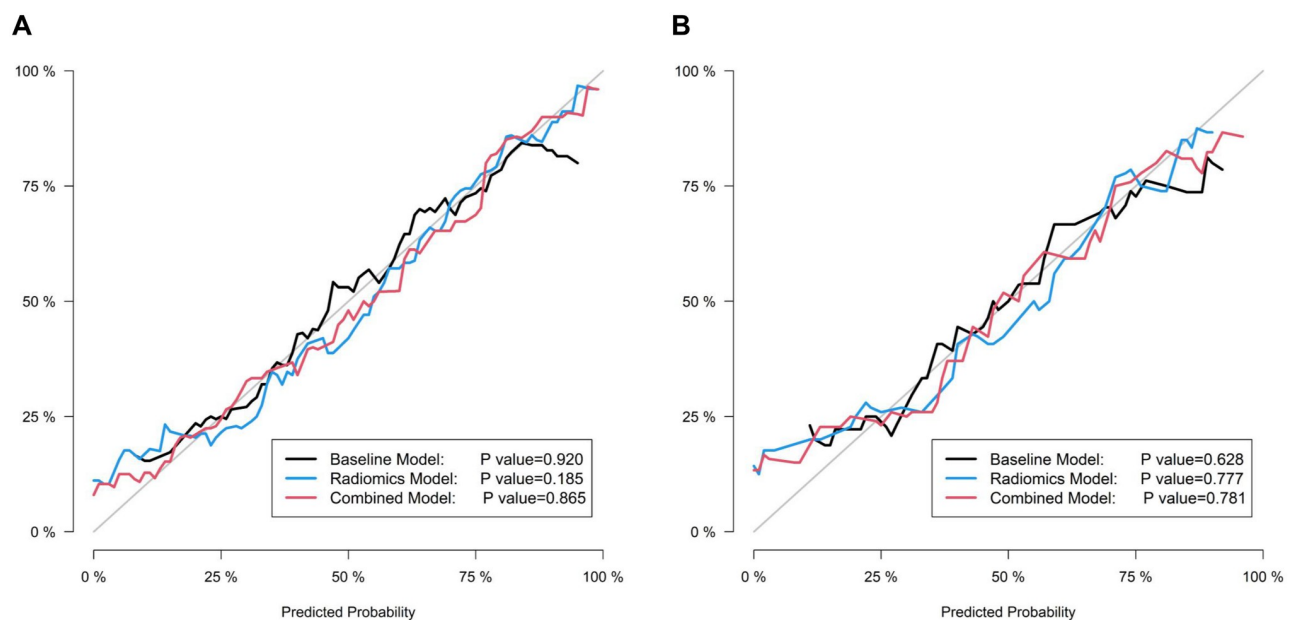 A
100 %
75 %
50 %
25 %
0 %
Baseline Model: P value=0.920
Radiomics Model: P value=0.185
Combined Model: P value=0.865
0 % 25 % 50 % 75 % 100 %
Predicted Probability
B
100 %
75 %
50 %
25 %
0 %
Baseline Model: P value=0.628
Radiomics Model: P value=0.777
Combined Model: P value=0.781
0 % 25 % 50 % 75 % 100 %
Predicted Probability